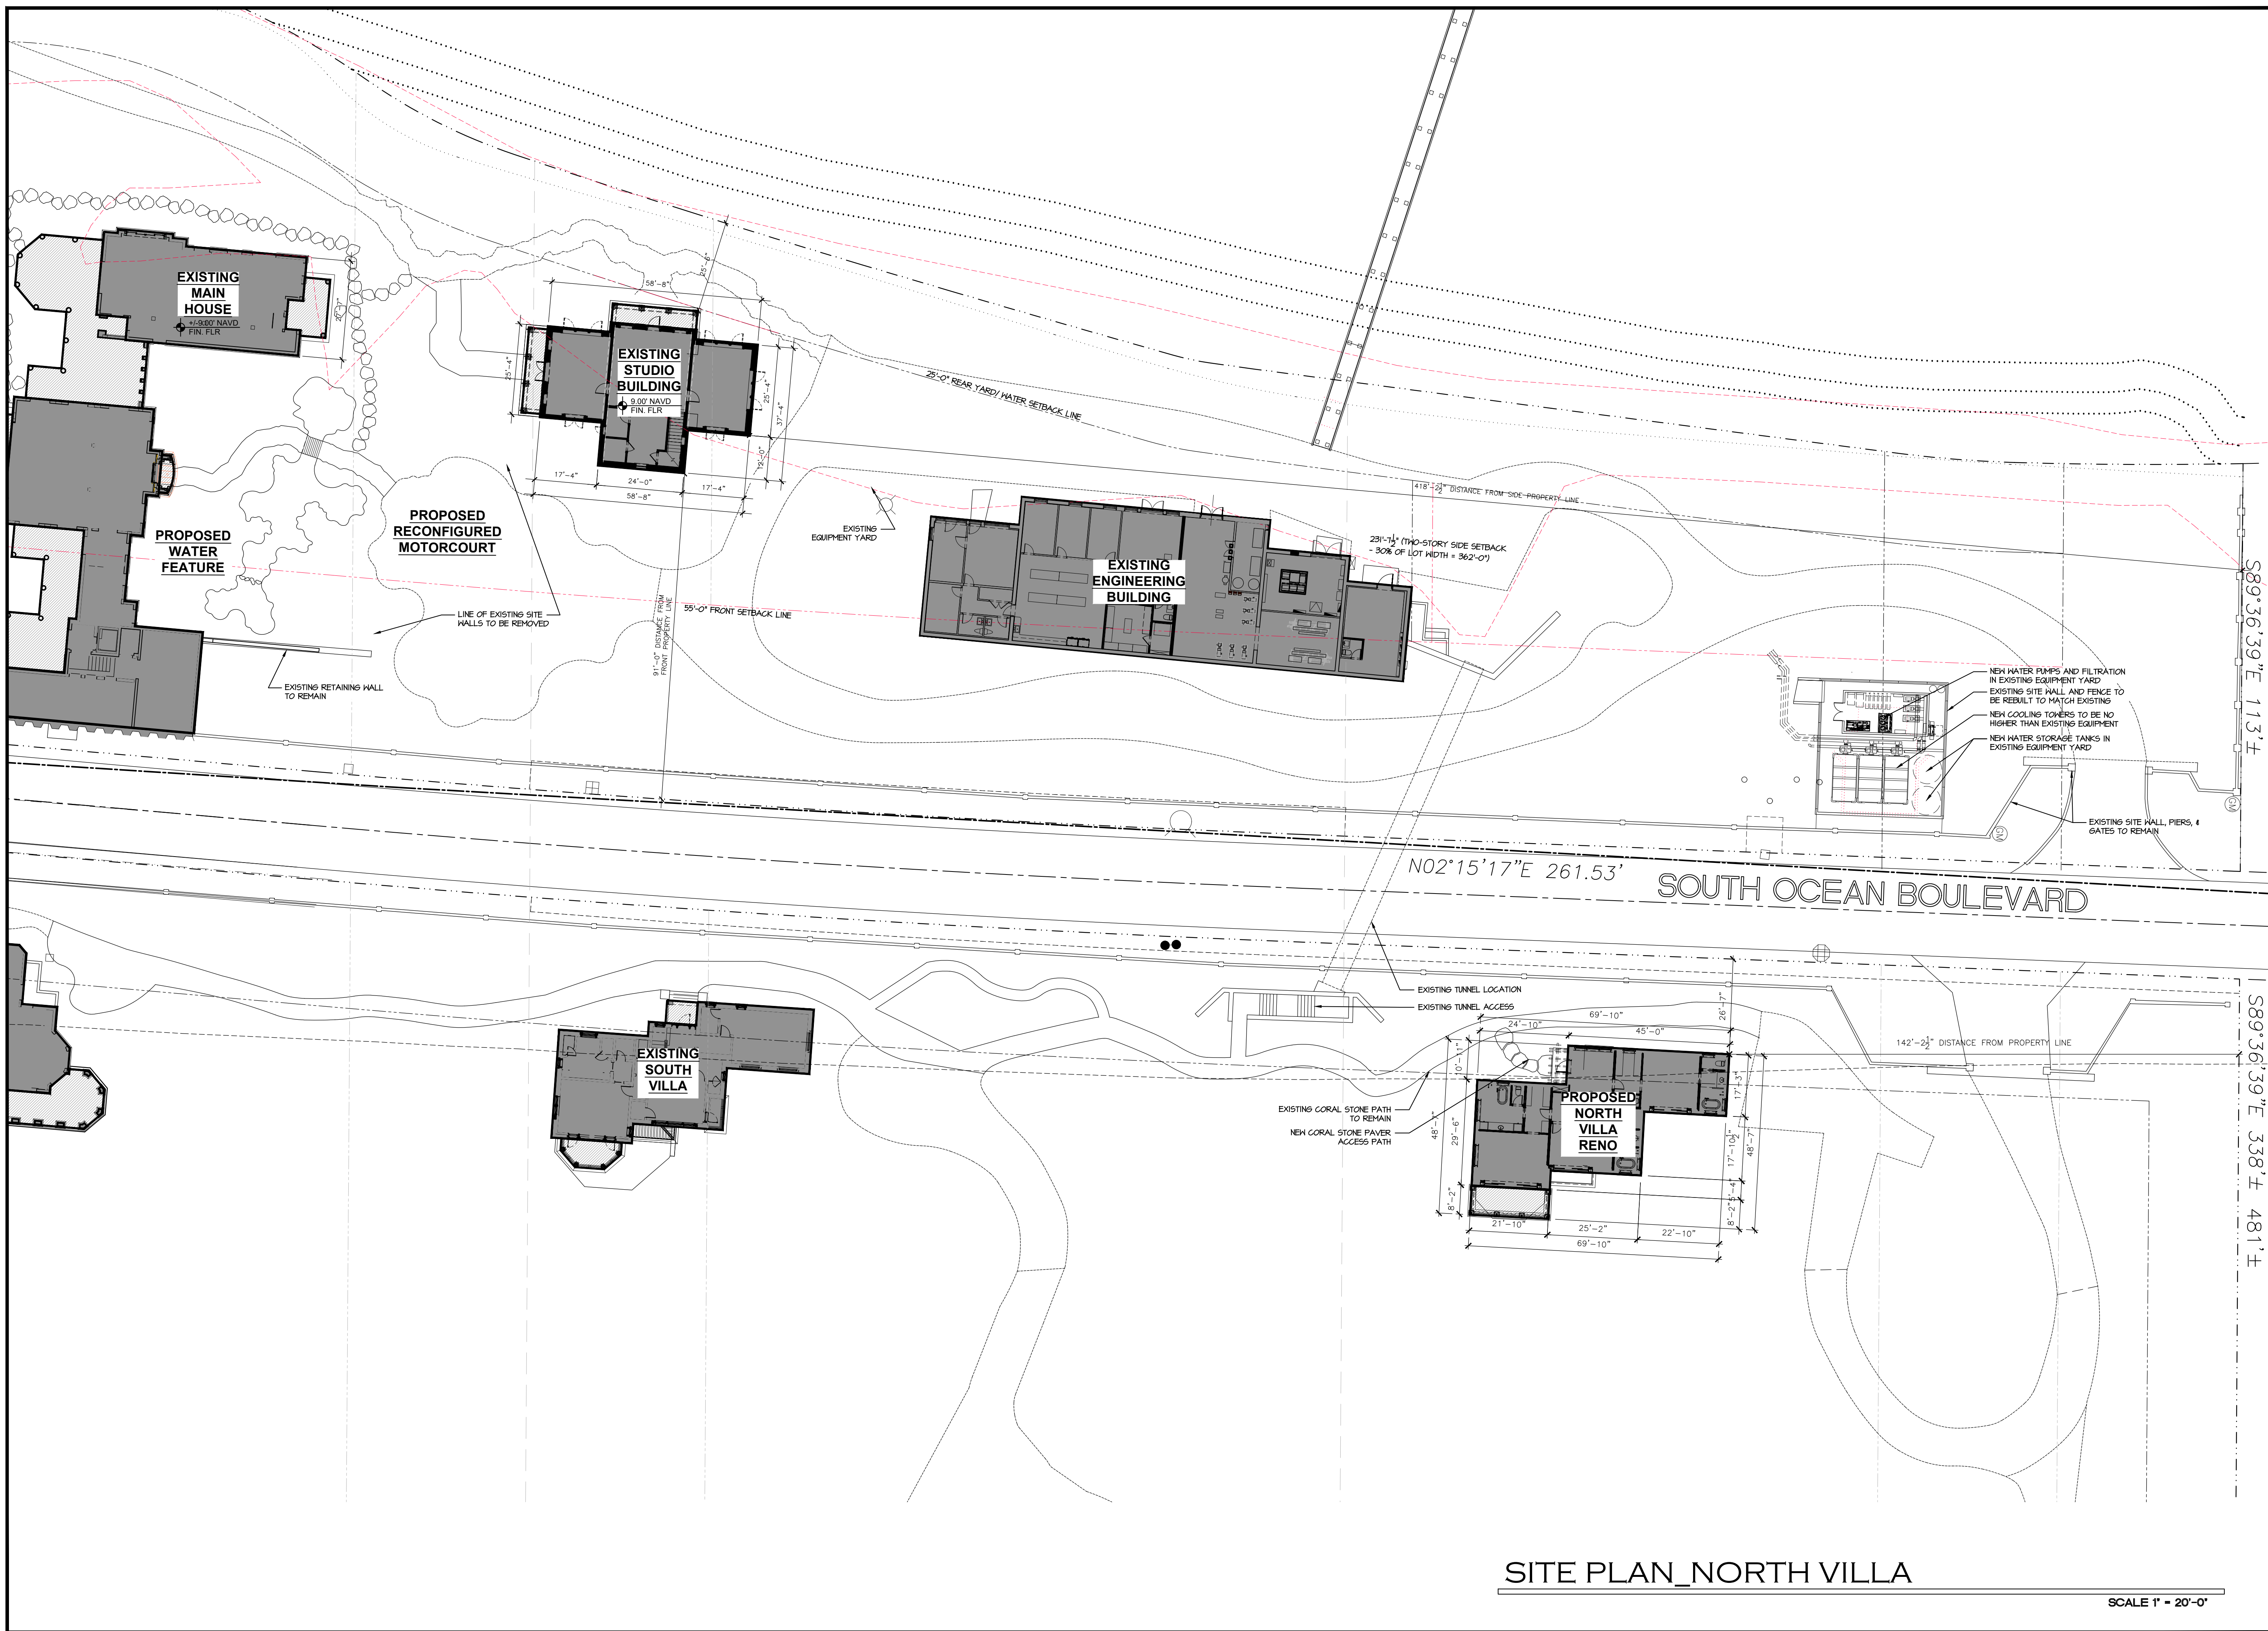 EXISTING
MAIN
HOUSE
+/-9.00' NAVD
FIN. FLR
20'-7"
58'-8"
25'-6"
25'-4"
EXISTING
STUDIO
BUILDING
9.00' NAVD
FIN. FLR
25'-4"
37'-4"
12'-0"
17'-4"
24'-0"
17'-4"
58'-8"
25'-0" REAR YARD/ WATER SETBACK LINE
418'-2½" DISTANCE FROM SIDE PROPERTY LINE
EXISTING
EQUIPMENT YARD
231'-7½" (TWO-STORY SIDE SETBACK
- 30% OF LOT WIDTH = 362'-0")
EXISTING
ENGINEERING
BUILDING
PROPOSED
WATER
FEATURE
PROPOSED
RECONFIGURED
MOTORCOURT
LINE OF EXISTING SITE
WALLS TO BE REMOVED
EXISTING RETAINING WALL
TO REMAIN
91'-0" DISTANCE FROM
FRONT PROPERTY LINE
55'-0" FRONT SETBACK LINE
S89°36'39"E 113'±
NEW WATER PUMPS AND FILTRATION
IN EXISTING EQUIPMENT YARD
EXISTING SITE WALL AND FENCE TO
BE REBUILT TO MATCH EXISTING
NEW COOLING TOWERS TO BE NO
HIGHER THAN EXISTING EQUIPMENT
NEW WATER STORAGE TANKS IN
EXISTING EQUIPMENT YARD
GM
GM
EXISTING SITE WALL, PIERS, &
GATES TO REMAIN
N02°15'17"E 261.53'
SOUTH OCEAN BOULEVARD
EXISTING TUNNEL LOCATION
EXISTING TUNNEL ACCESS
EXISTING
SOUTH
VILLA
EXISTING CORAL STONE PATH
TO REMAIN
NEW CORAL STONE PAVER
ACCESS PATH
69'-10"
24'-10"
45'-0"
26'-7"
10'-11"
48'-7"
29'-6"
8'-2"
PROPOSED
NORTH
VILLA
RENO
17'-3"
17'-10½"
48'-7"
5'-4"
8'-2"
21'-10"
25'-2"
22'-10"
69'-10"
142'-2½" DISTANCE FROM PROPERTY LINE
S89°36'39"E 338'± 481'±
SITE PLAN_NORTH VILLA
SCALE 1" = 20'-0"